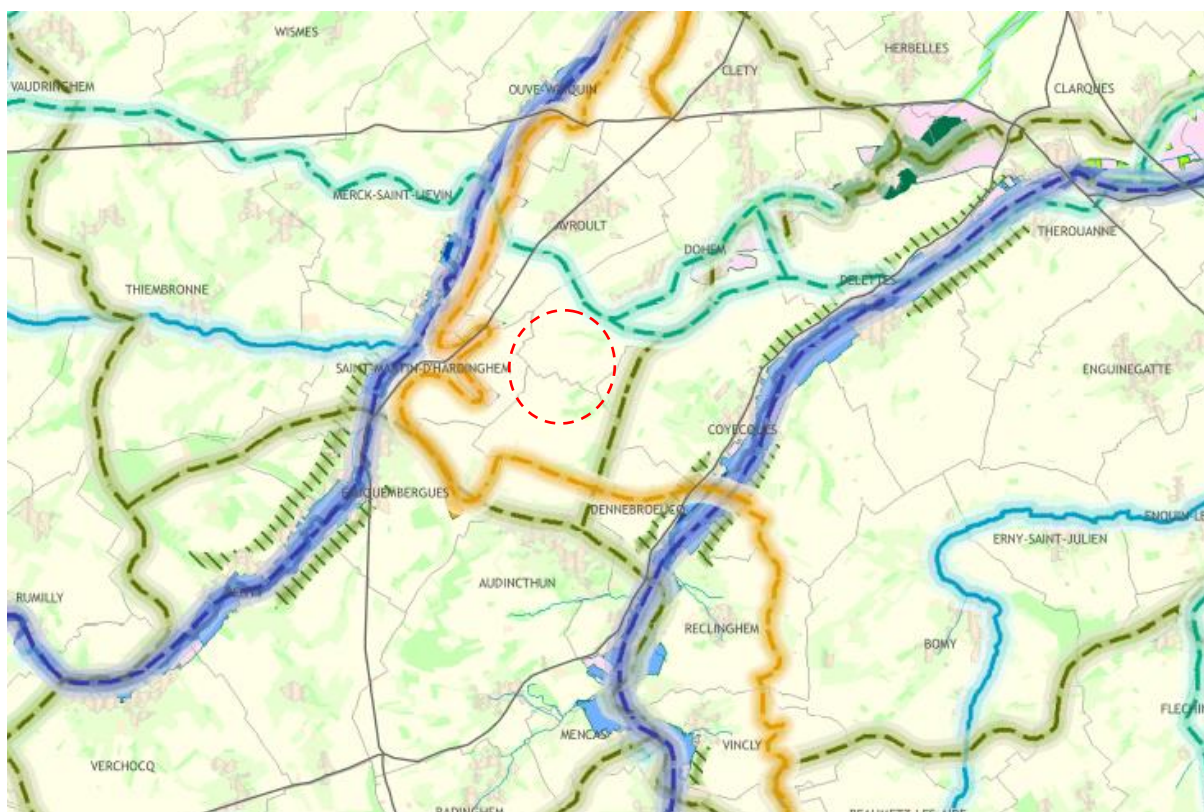 WISMES
HERBELLES
CLETY
VAUDRINGHEM
OUVE-WIRQUIN
CLARQUES
MERCK-SAINT-LIEVIN
AVROULT
THEROUANNE
DOHEM
DELETTES
THIEMBRONNE
SAINT-MARTIN-D'HARDINGHEM
ENGUINEGATTE
COYECQUES
FAUQUEMBERGUES
DENNEBROEUCQ
ERNY-SAINT-JULIEN
AUDINCTHUN
RUMILLY
RECLINGHEM
BOMY
MENCAS
VINCLY
VERCHOCQ